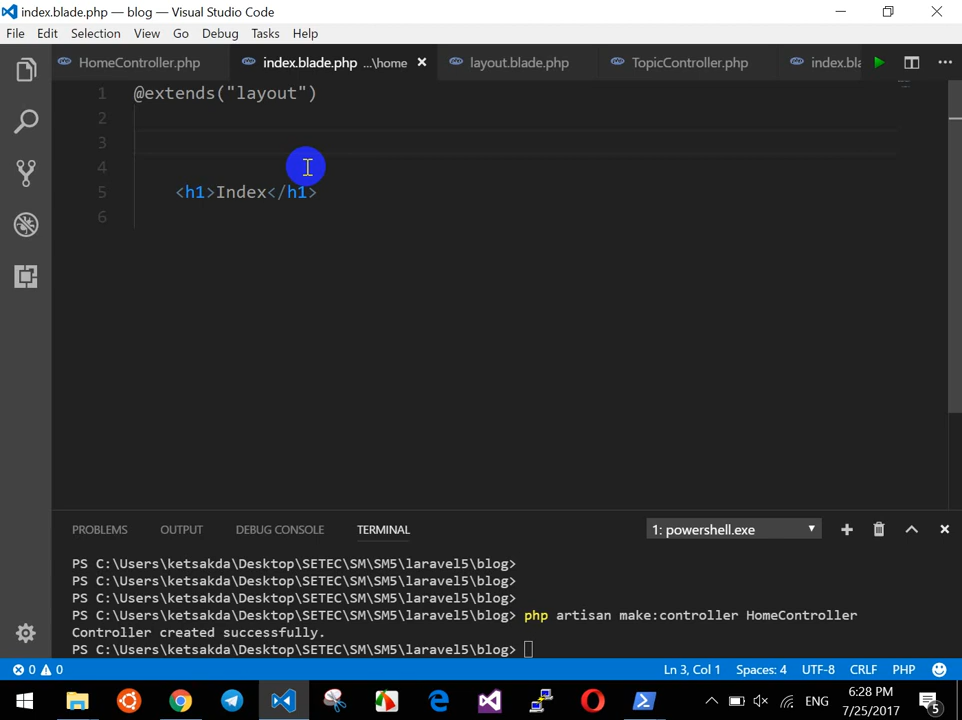 index.blade.php — blog — Visual Studio Code
File Edit Selection View Go Debug Tasks Help
HomeController.php index.blade.php ...\home layout.blade.php TopicController.php index.bla
1 @extends("layout")
2
3
4
5 <h1>Index</h1>
6
PROBLEMS OUTPUT DEBUG CONSOLE TERMINAL 1: powershell.exe
PS C:\Users\ketsakda\Desktop\SETEC\SM\SM5\laravel5\blog>
PS C:\Users\ketsakda\Desktop\SETEC\SM\SM5\laravel5\blog>
PS C:\Users\ketsakda\Desktop\SETEC\SM\SM5\laravel5\blog>
PS C:\Users\ketsakda\Desktop\SETEC\SM\SM5\laravel5\blog> php artisan make:controller HomeController
Controller created successfully.
PS C:\Users\ketsakda\Desktop\SETEC\SM\SM5\laravel5\blog>
0 0 Ln 3, Col 1 Spaces: 4 UTF-8 CRLF PHP
ENG 6:28 PM
7/25/2017 5